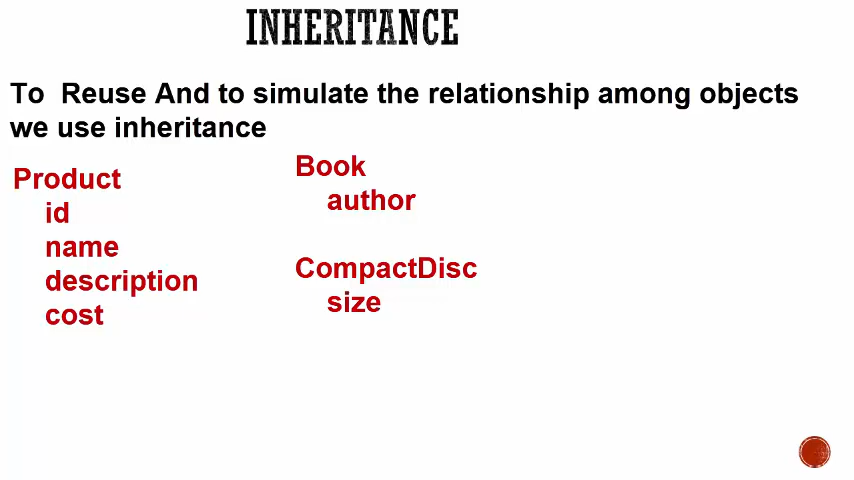 INHERITANCE
To Reuse And to simulate the relationship among objects
we use inheritance
Product
id
name
description
cost
Book
author
CompactDisc
size